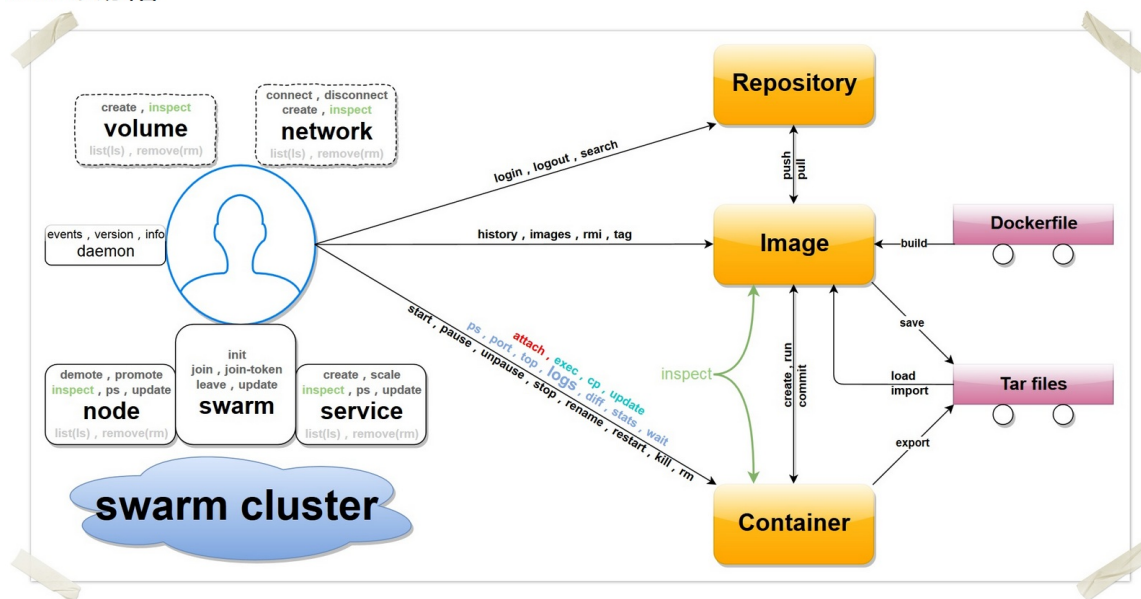 create , inspect
volume
list(ls) , remove(rm)
connect , disconnect
create , inspect
network
list(ls) , remove(rm)
events , version , info
daemon
init
join , join-token
leave , update
swarm
demote , promote
inspect , ps , update
node
list(ls) , remove(rm)
create , scale
inspect , ps , update
service
list(ls) , remove(rm)
swarm cluster
login , logout , search
history , images , rmi , tag
attach , exec , cp , update
ps , port , top , logs , diff , stats , wait
start , pause , unpause , stop , rename , restart , kill , rm
Repository
push
pull
Image
build
Dockerfile
save
load
import
Tar files
export
inspect
create , run
commit
Container